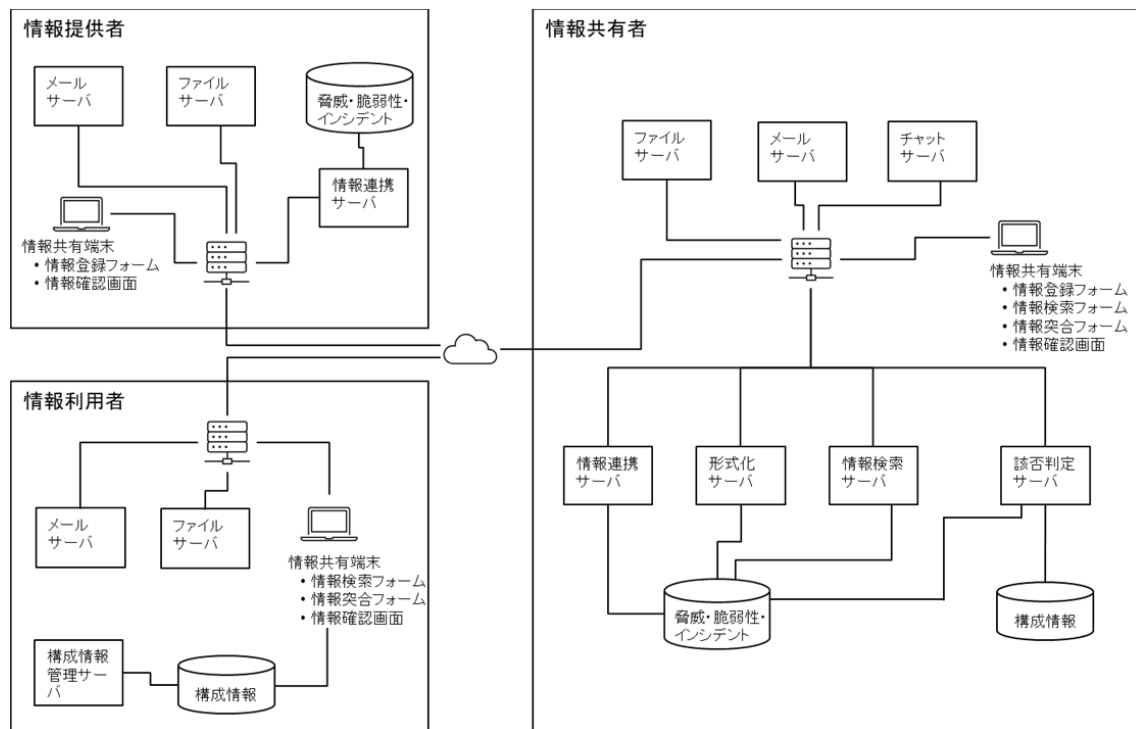 情報提供者
メール
サーバ
ファイル
サーバ
脅威・脆弱性・
インシデント
情報連携
サーバ
情報共有端末
・情報登録フォーム
・情報確認画面
情報利用者
メール
サーバ
ファイル
サーバ
情報共有端末
・情報検索フォーム
・情報突合フォーム
・情報確認画面
構成情報
管理サー
バ
構成情報
情報共有者
ファイル
サーバ
メール
サーバ
チャット
サーバ
情報共有端末
・情報登録フォーム
・情報検索フォーム
・情報突合フォーム
・情報確認画面
情報連携
サーバ
形式化
サーバ
情報検索
サーバ
該否判定
サーバ
脅威・脆弱性・
インシデント
構成情報